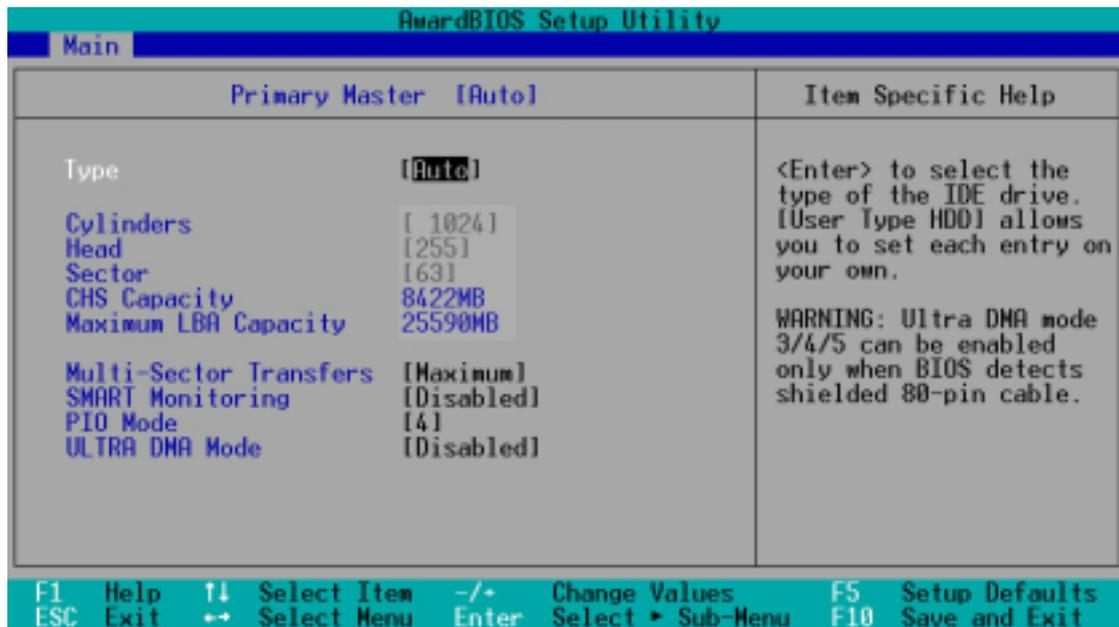 AwardBIOS Setup Utility
Main
Primary Master [Auto]
Item Specific Help
Type [Auto]
Cylinders [ 1024]
Head [255]
Sector [63]
CHS Capacity 8422MB
Maximum LBA Capacity 25590MB
Multi-Sector Transfers [Maximum]
SMART Monitoring [Disabled]
PIO Mode [4]
ULTRA DMA Mode [Disabled]
<Enter> to select the
type of the IDE drive.
[User Type HDD] allows
you to set each entry on
your own.
WARNING: Ultra DMA mode
3/4/5 can be enabled
only when BIOS detects
shielded 80-pin cable.
F1 Help ↑↓ Select Item -/+ Change Values F5 Setup Defaults
ESC Exit ↔ Select Menu Enter Select ► Sub-Menu F10 Save and Exit